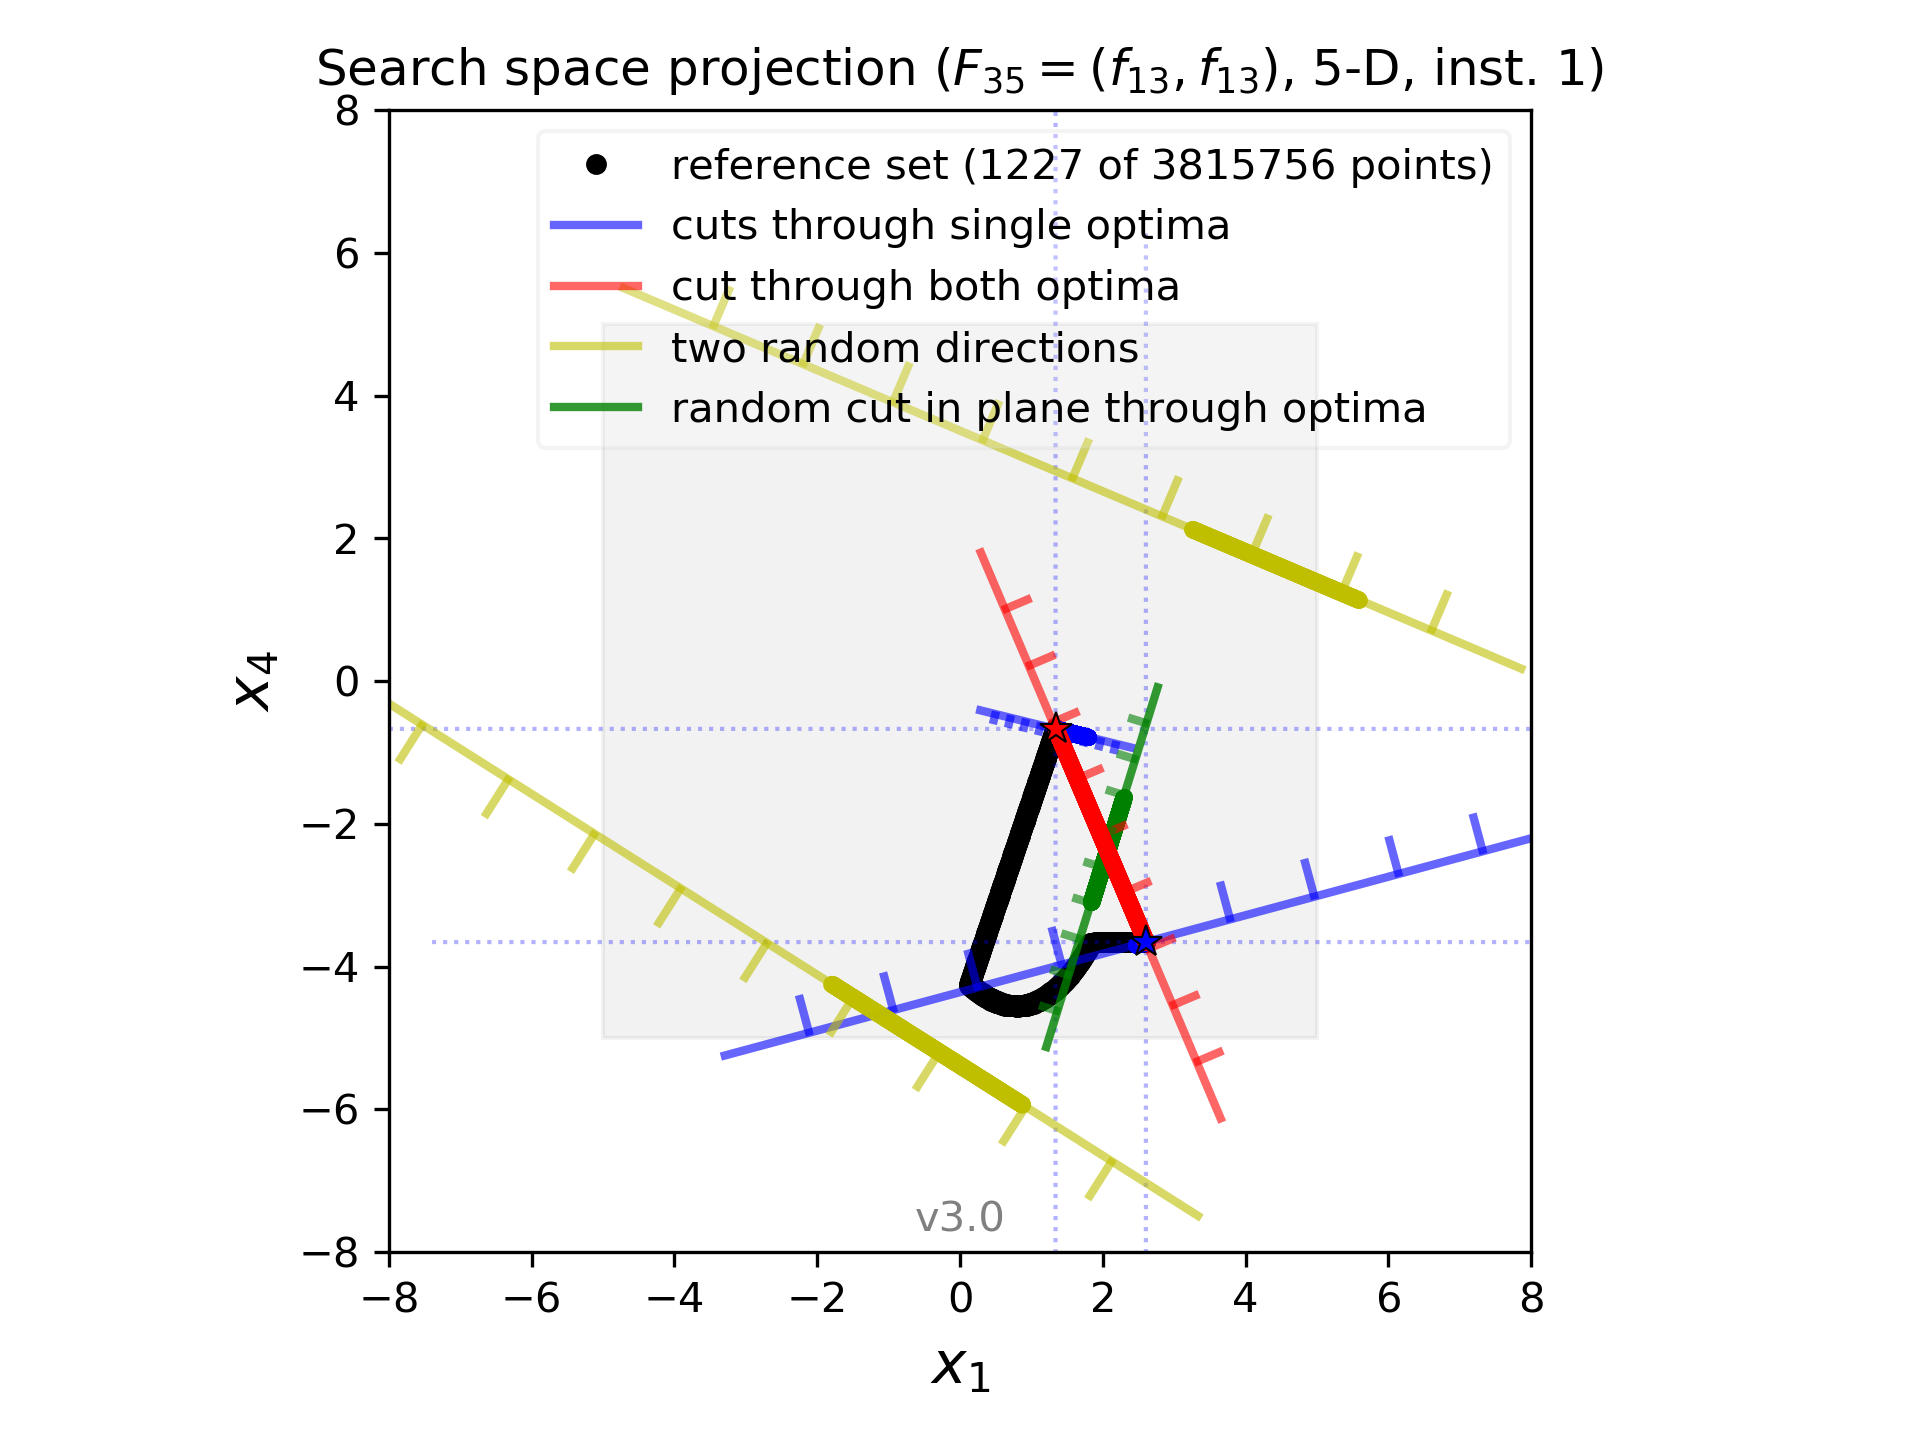 Search space projection (F₃₅ = (f₁₃, f₁₃), 5-D, inst. 1)
8
6
4
2
0
−2
−4
−6
−8
x₄
reference set (1227 of 3815756 points)
cuts through single optima
cut through both optima
two random directions
random cut in plane through optima
v3.0
−8 −6 −4 −2 0 2 4 6 8
x₁